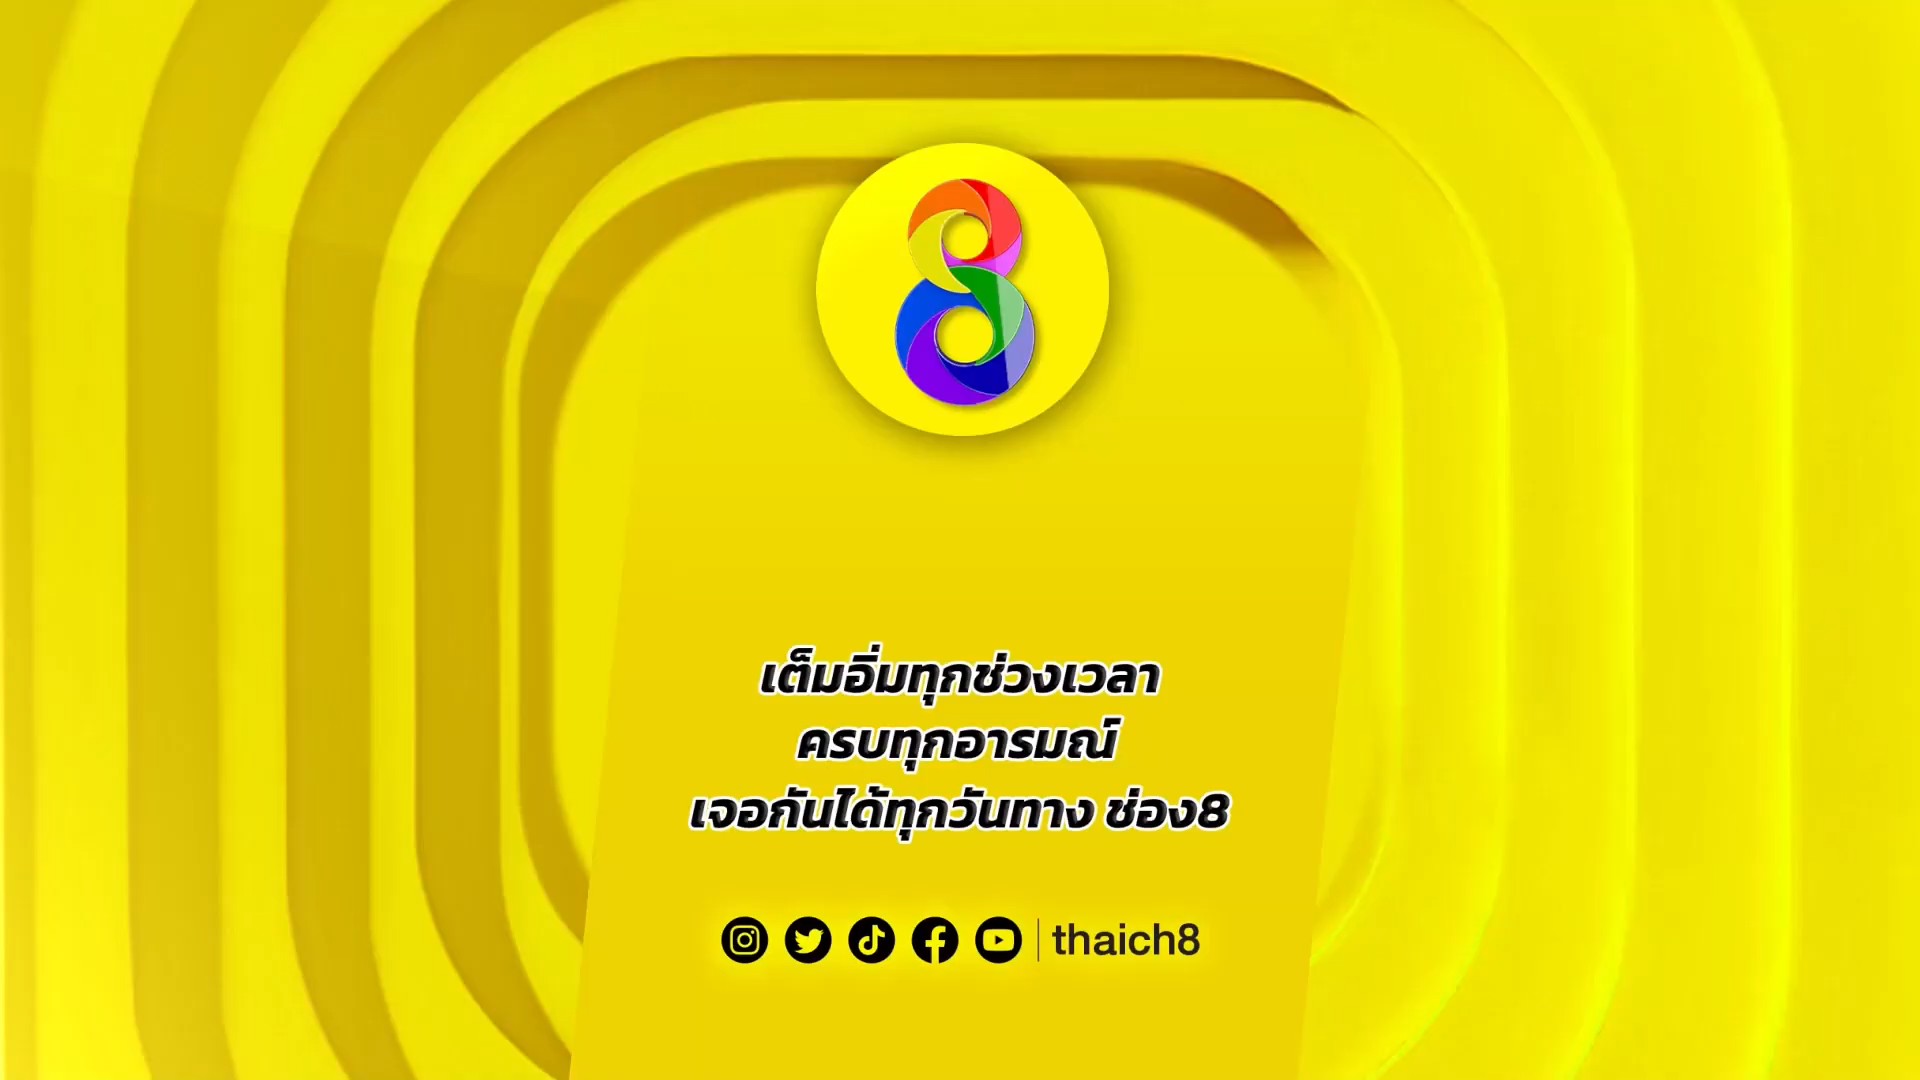 8
เต็มอิ่มทุกช่วงเวลา
ครบทุกอารมณ์
เจอกันได้ทุกวันทาง ช่อง8
thaich8